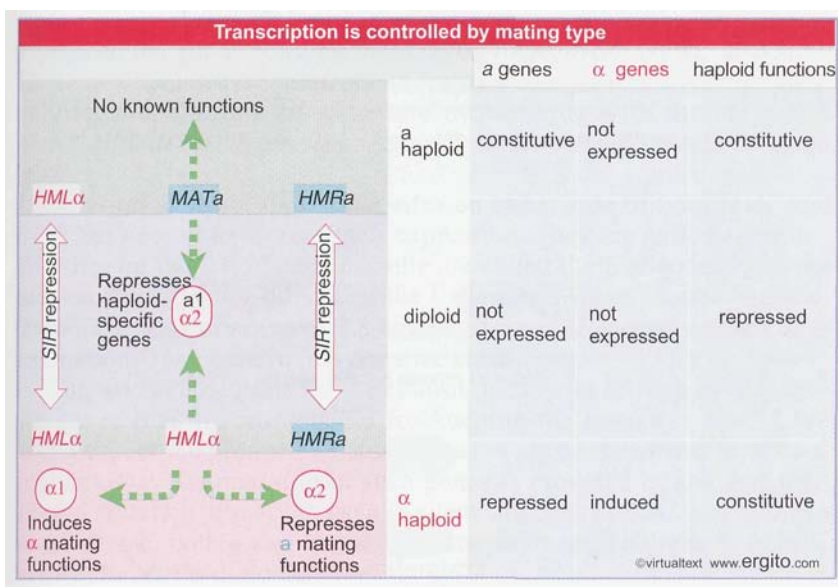 Transcription is controlled by mating type
a genes α genes haploid functions
No known functions
a
haploid
constitutive
not
expressed
constitutive
HMLα MATa HMRa
SIR repression
Represses
haploid-
specific
genes
a1
α2
SIR repression
diploid
not
expressed
not
expressed
repressed
HMLα HMLα HMRa
α1
Induces
α mating
functions
α2
Represses
a mating
functions
α
haploid
repressed
induced
constitutive
©virtualtext www.ergito.com